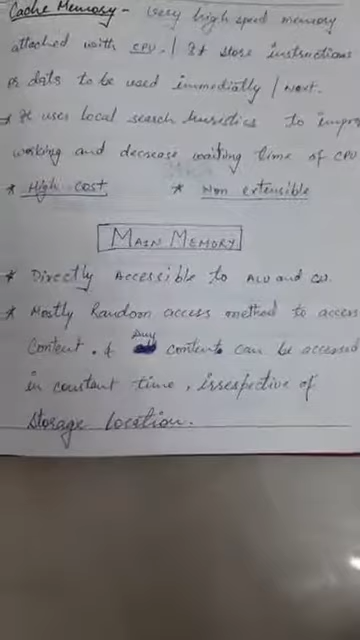 Cache Memory - Very high speed memory
attached with CPU. / It store instructions
or data to be used immediately / next.
* It uses local search heuristics to impro
working and decrease waiting time of CPU
* High cost * Non extensible
MAIN MEMORY
* Directly Accessible to ALU and CU.
* Mostly Random access method to access
Content. & Any contents can be accessed
in constant time, irrespective of
Storage location.